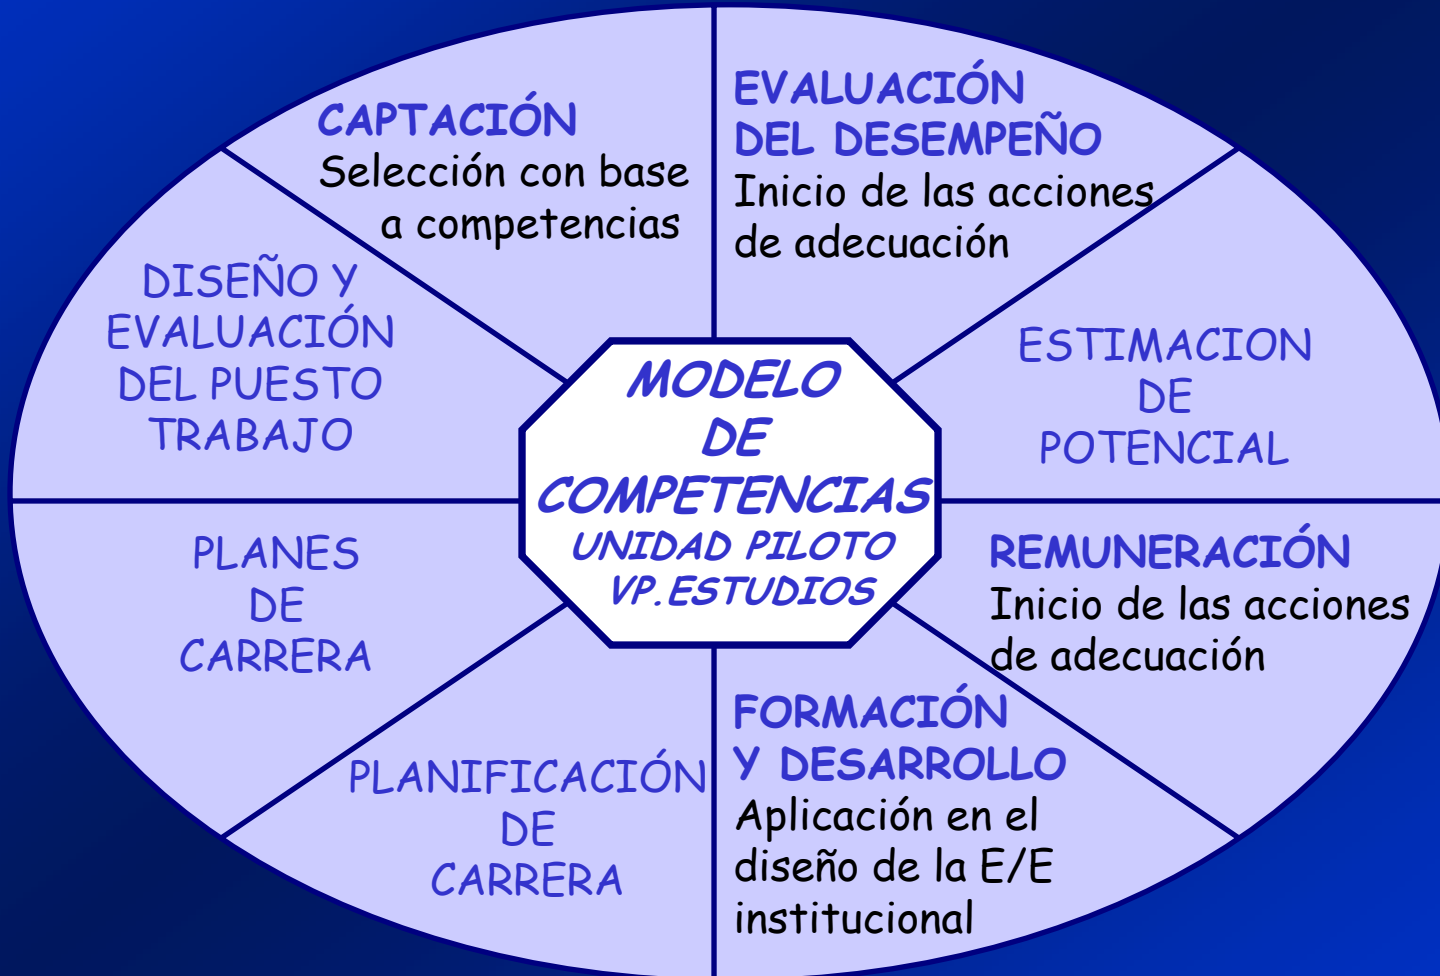 CAPTACIÓN
Selección con base
a competencias
EVALUACIÓN
DEL DESEMPEÑO
Inicio de las acciones
de adecuación
DISEÑO Y
EVALUACIÓN
DEL PUESTO
TRABAJO
ESTIMACION
DE
POTENCIAL
MODELO
DE
COMPETENCIAS
UNIDAD PILOTO
VP.ESTUDIOS
PLANES
DE
CARRERA
REMUNERACIÓN
Inicio de las acciones
de adecuación
PLANIFICACIÓN
DE
CARRERA
FORMACIÓN
Y DESARROLLO
Aplicación en el
diseño de la E/E
institucional